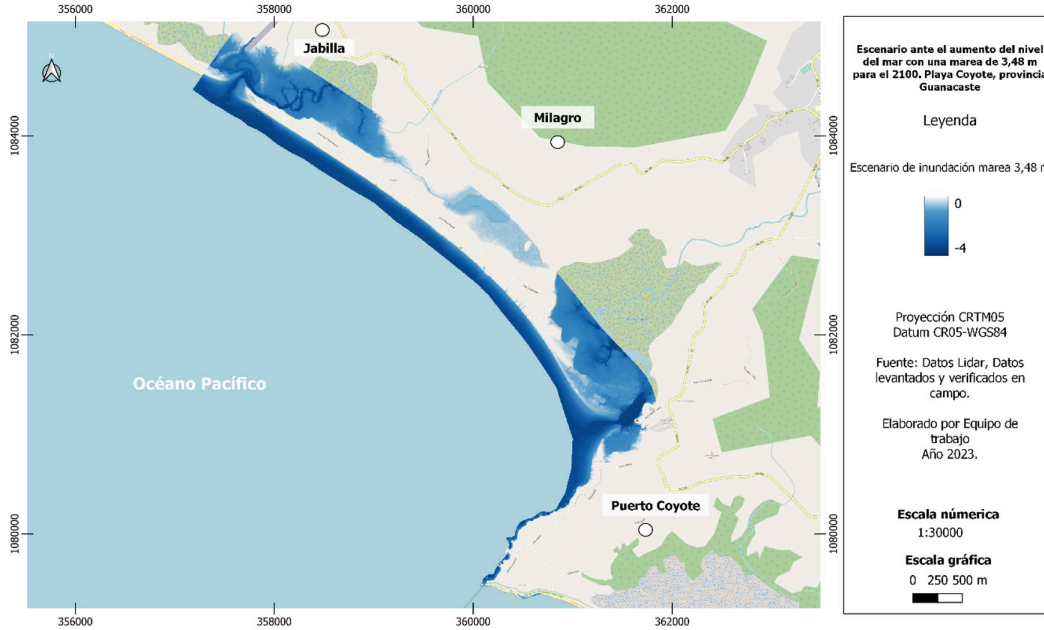 356000
358000
360000
362000
1084000
1082000
1080000
N
Jabilla
Milagro
Océano Pacífico
Puerto Coyote
356000
358000
360000
362000
1084000
1082000
1080000
Escenario ante el aumento del nivel
del mar con una marea de 3,48 m
para el 2100. Playa Coyote, provincia
Guanacaste
Leyenda
Escenario de inundación marea 3,48
0
-4
Proyección CRTM05
Datum CR05-WGS84
Fuente: Datos Lidar, Datos
levantados y verificados en
campo.
Elaborado por Equipo de
trabajo
Año 2023.
Escala númerica
1:30000
Escala gráfica
0 250 500 m